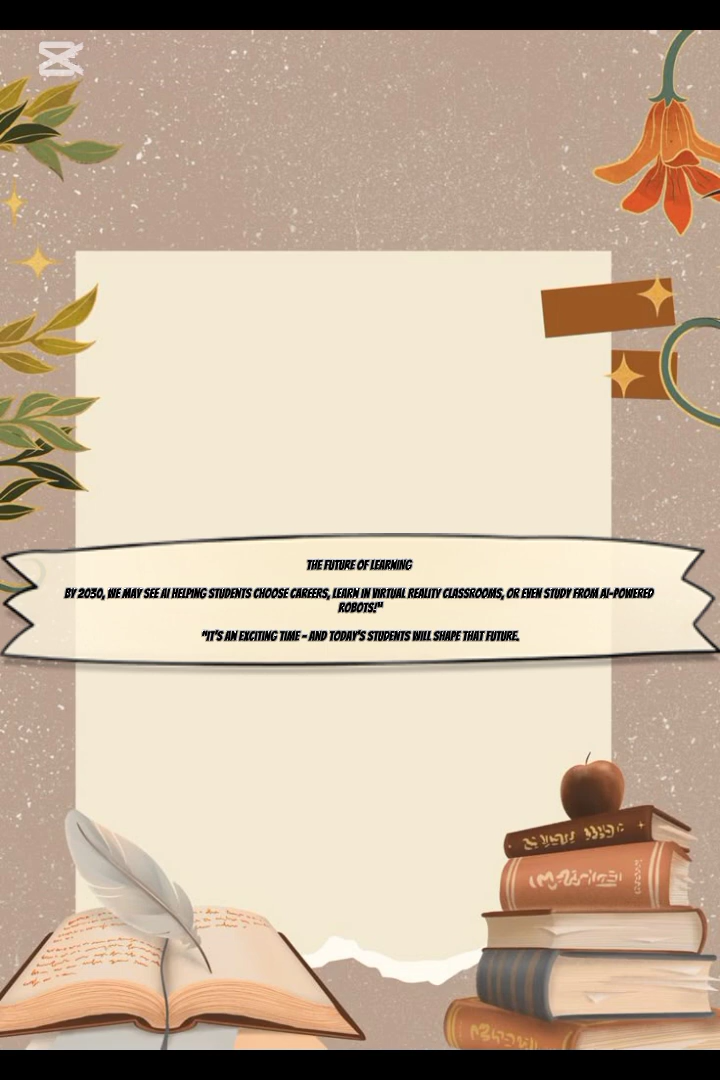 THE FUTURE OF LEARNING
BY 2030, WE MAY SEE AI HELPING STUDENTS CHOOSE CAREERS, LEARN IN VIRTUAL REALITY CLASSROOMS, OR EVEN STUDY FROM AI-POWERED
ROBOTS!"
"IT'S AN EXCITING TIME - AND TODAY'S STUDENTS WILL SHAPE THAT FUTURE.